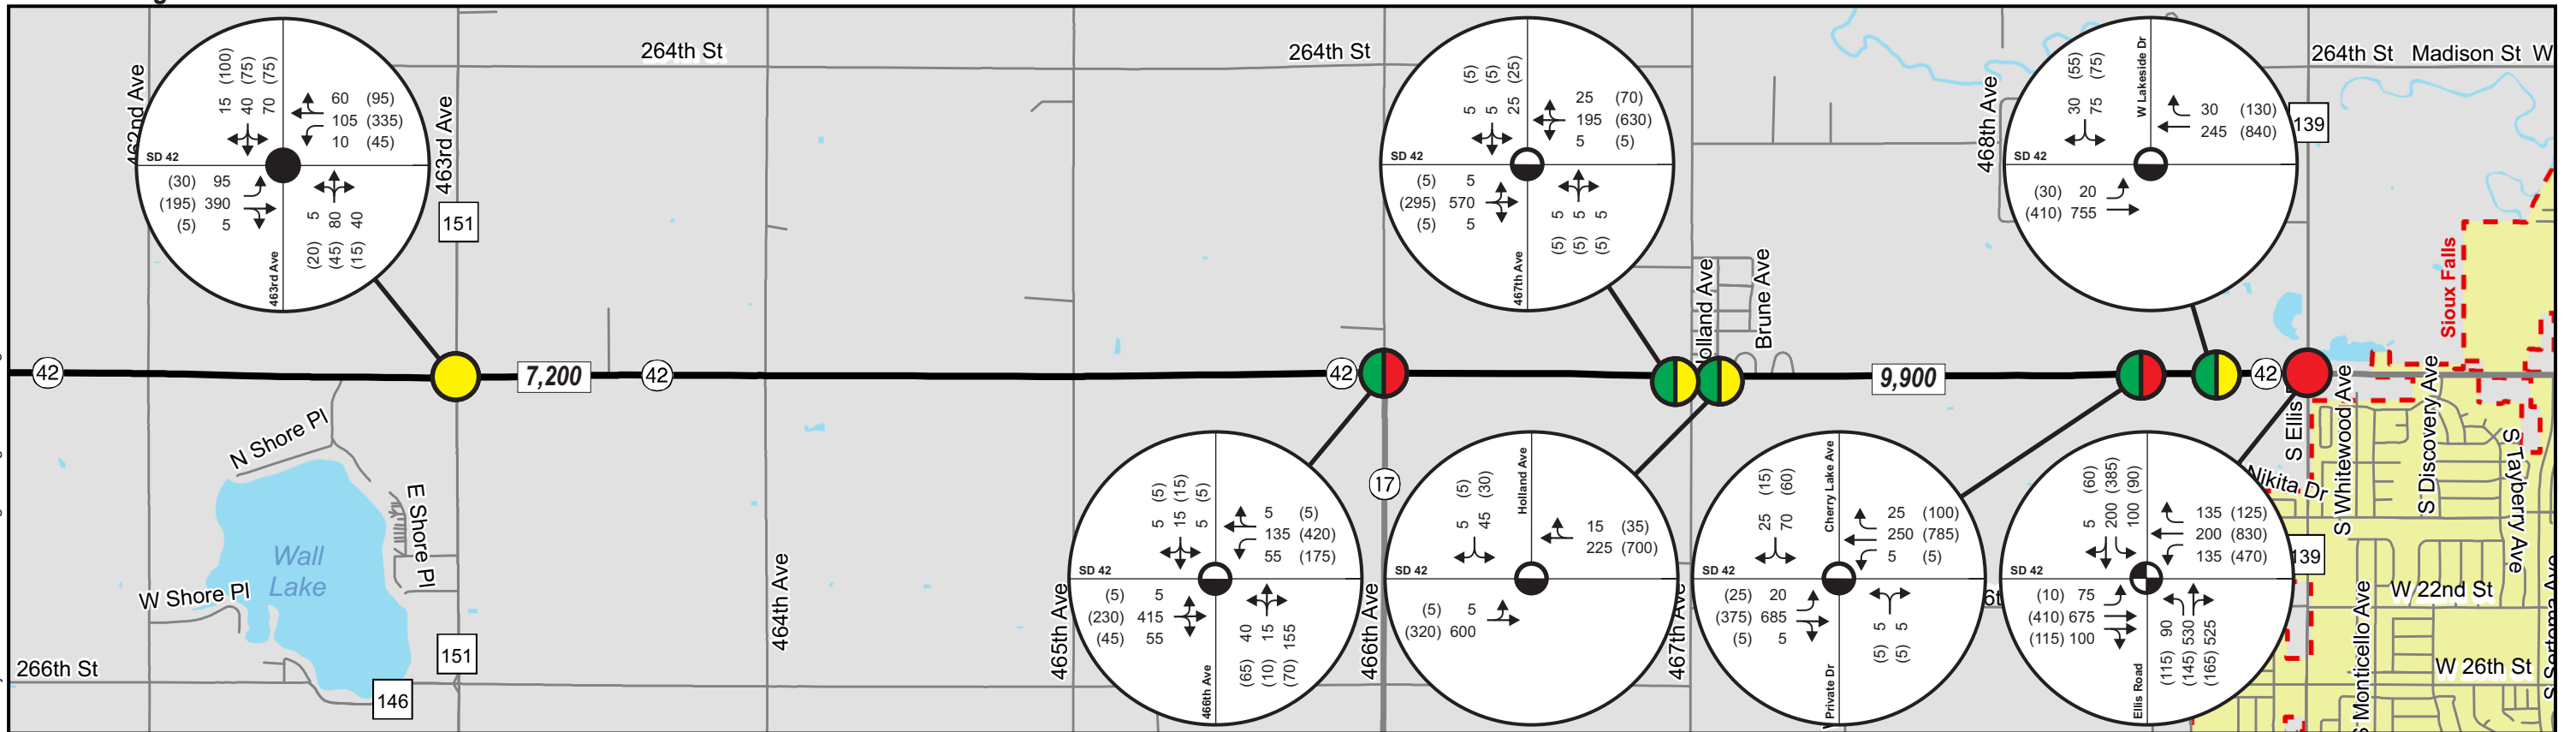 264th St
264th St
264th St
Madison St W
462nd Ave
463rd Ave
468th Ave
139
151
(100)
(75)
(75)
15
40
70
60 (95)
105 (335)
10 (45)
SD 42
(30) 95
(195) 390
(5) 5
5
80
40
(20)
(45)
(15)
463rd Ave
(5)
(5)
(25)
5
5
25
25 (70)
195 (630)
5 (5)
SD 42
(5) 5
(295) 570
(5) 5
5
5
5
(5)
(5)
(5)
467th Ave
(55)
(75)
30
75
W Lakeside Dr
30 (130)
245 (840)
SD 42
(30) 20
(410) 755
Sioux Falls
Brune Ave
42
7,200
42
42
9,900
42
N Shore Pl
E Shore Pl
W Shore Pl
Wall
Lake
266th St
146
151
464th Ave
465th Ave
466th Ave
467th Ave
17
(5)
(15)
(5)
5
15
5
5 (5)
135 (420)
55 (175)
SD 42
(5) 5
(230) 415
(45) 55
40
15
155
(65)
(10)
(70)
466th Ave
(5)
(30)
5
45
Holland Ave
15 (35)
225 (700)
SD 42
(5) 5
(320) 600
(15)
(60)
25
70
Cherry Lake Ave
25 (100)
250 (785)
5 (5)
SD 42
(25) 20
(375) 685
(5) 5
5
5
(5)
(5)
Private Dr
(60)
(385)
(90)
5
200
100
135 (125)
200 (830)
135 (470)
SD 42
(10) 75
(410) 675
(115) 100
90
530
525
(115)
(145)
(165)
Ellis Road
S Ellis
Nikita Dr
139
S Whitewood Ave
S Discovery Ave
S Tayberry Ave
W 22nd St
S Monticello Ave
W 26th St
S Sertoma Ave